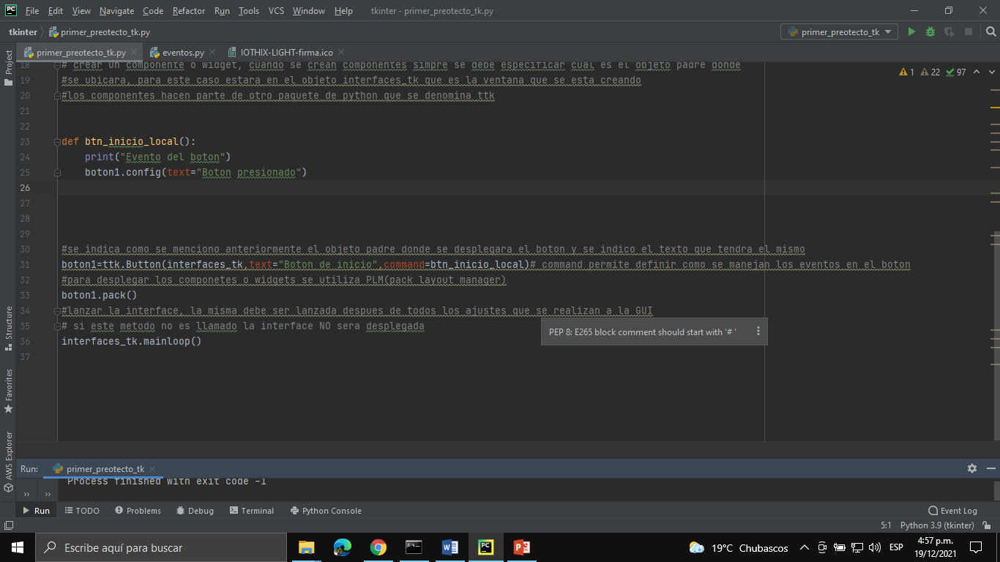 File Edit View Navigate Code Refactor Run Tools VCS Window Help tkinter - primer_preotecto_tk.py
tkinter primer_preotecto_tk.py primer_preotecto_tk
primer_preotecto_tk.py eventos.py IOTHIX-LIGHT-firma.ico
Project
Structure
Favorites
AWS Explorer
1 22 97
18 # crear un componente o widget, cuando se crean componentes simpre se debe especificar cual es el objeto padre donde
19 #se ubicara, para este caso estara en el objeto interfaces_tk que es la ventana que se esta creando
20 #los componentes hacen parte de otro paquete de python que se denomina ttk
21
22
23 def btn_inicio_local():
24 print("Evento del boton")
25 boton1.config(text="Boton presionado")
26
27
28
29
30 #se indica como se menciono anteriormente el objeto padre donde se desplegara el boton y se indico el texto que tendra el mismo
31 boton1=ttk.Button(interfaces_tk,text="Boton de inicio",command=btn_inicio_local)# command permite definir como se manejan los eventos en el boton
32 #para desplegar los componetes o widgets se utiliza PLM(pack layout manager)
33 boton1.pack()
34 #lanzar la interface, la misma debe ser lanzada despues de todos los ajustes que se realizan a la GUI
35 # si este metodo no es llamado la interface NO sera desplegada
36 interfaces_tk.mainloop()
37
PEP 8: E265 block comment should start with '# '
Run: primer_preotecto_tk
Process finished with exit code -1
Run TODO Problems Debug Terminal Python Console Event Log
5:1 Python 3.9 (tkinter)
Escribe aquí para buscar
19°C Chubascos ESP 4:57 p.m.
19/12/2021